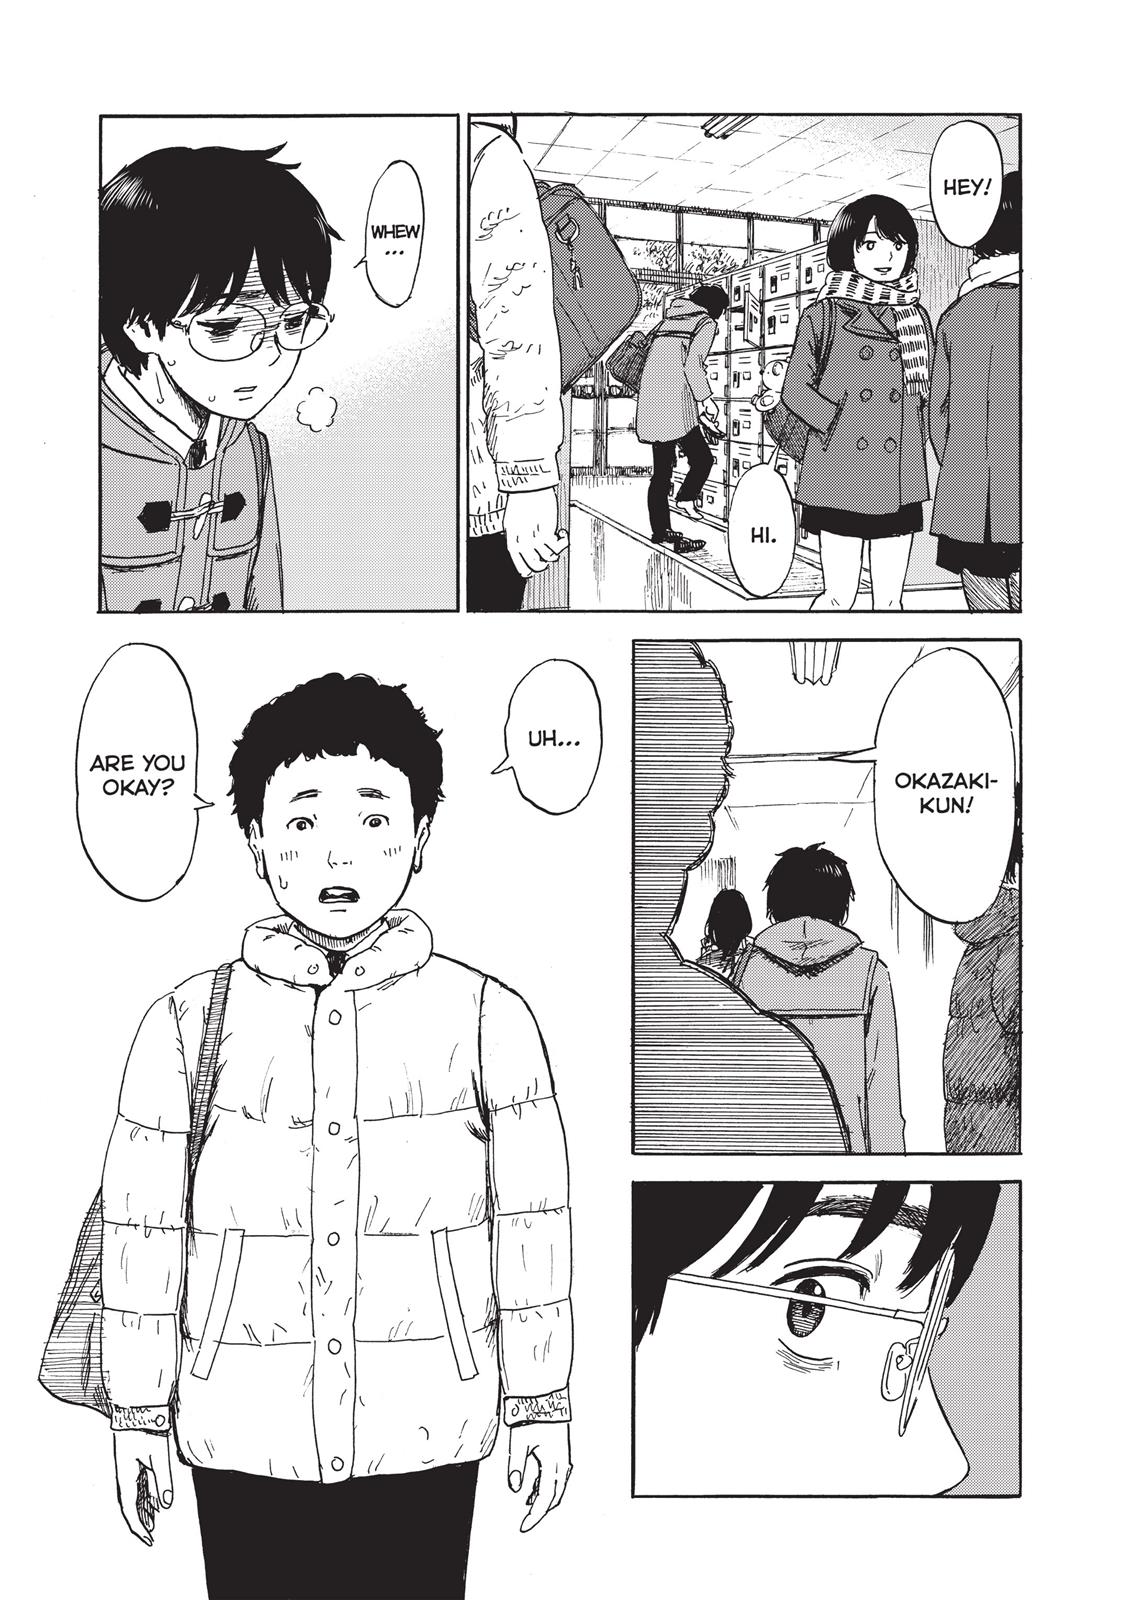 HEY!
HI.
WHEW
...
OKAZAKI-
KUN!
UH...
ARE YOU
OKAY?